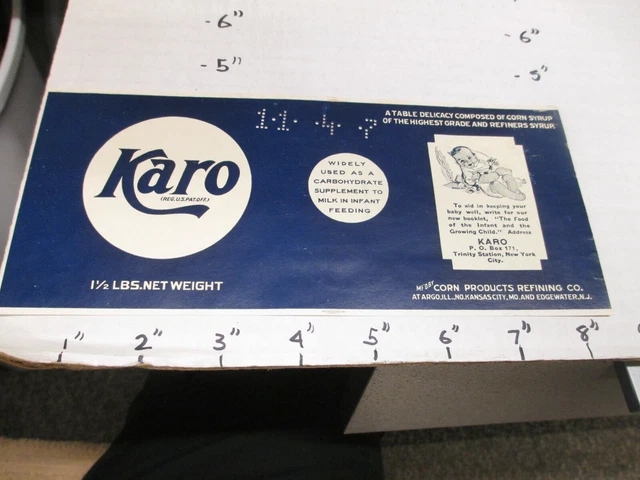 6"
5"
6"
5"
11. 4. 7
A TABLE DELICACY COMPOSED OF CORN SYRUP
OF THE HIGHEST GRADE AND REFINERS SYRUP.
Karo
(REG. U.S. PAT. OFF.)
1½ LBS. NET WEIGHT
WIDELY
USED AS A
CARBOHYDRATE
SUPPLEMENT TO
MILK IN INFANT
FEEDING
To aid in keeping your
baby well, write for our
new booklet, "The Food
of the Infant and the
Growing Child." Address
KARO
P. O. Box 171,
Trinity Station, New York
City.
M'F'D BY CORN PRODUCTS REFINING CO.
AT ARGO, ILL., NO. KANSAS CITY, MO. AND EDGEWATER, N.J.
1" 2" 3" 4" 5" 6" 7" 8"